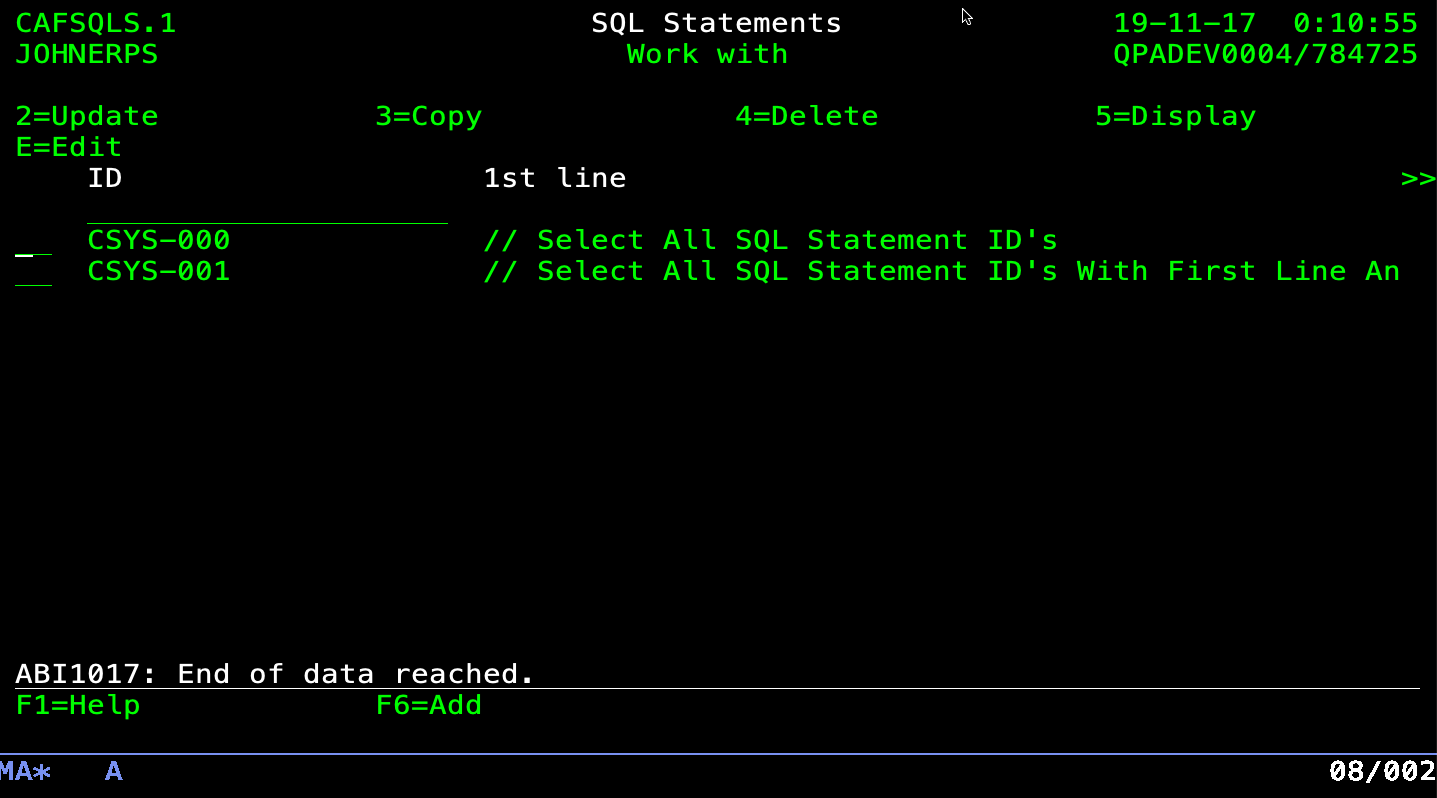 CAFSQLS.1 SQL Statements 19-11-17 0:10:55
JOHNERPS Work with QPADEV0004/784725
2=Update 3=Copy 4=Delete 5=Display
E=Edit
ID 1st line >>
CSYS-000 // Select All SQL Statement ID's
CSYS-001 // Select All SQL Statement ID's With First Line An
ABI1017: End of data reached.
F1=Help F6=Add
MA* A 08/002